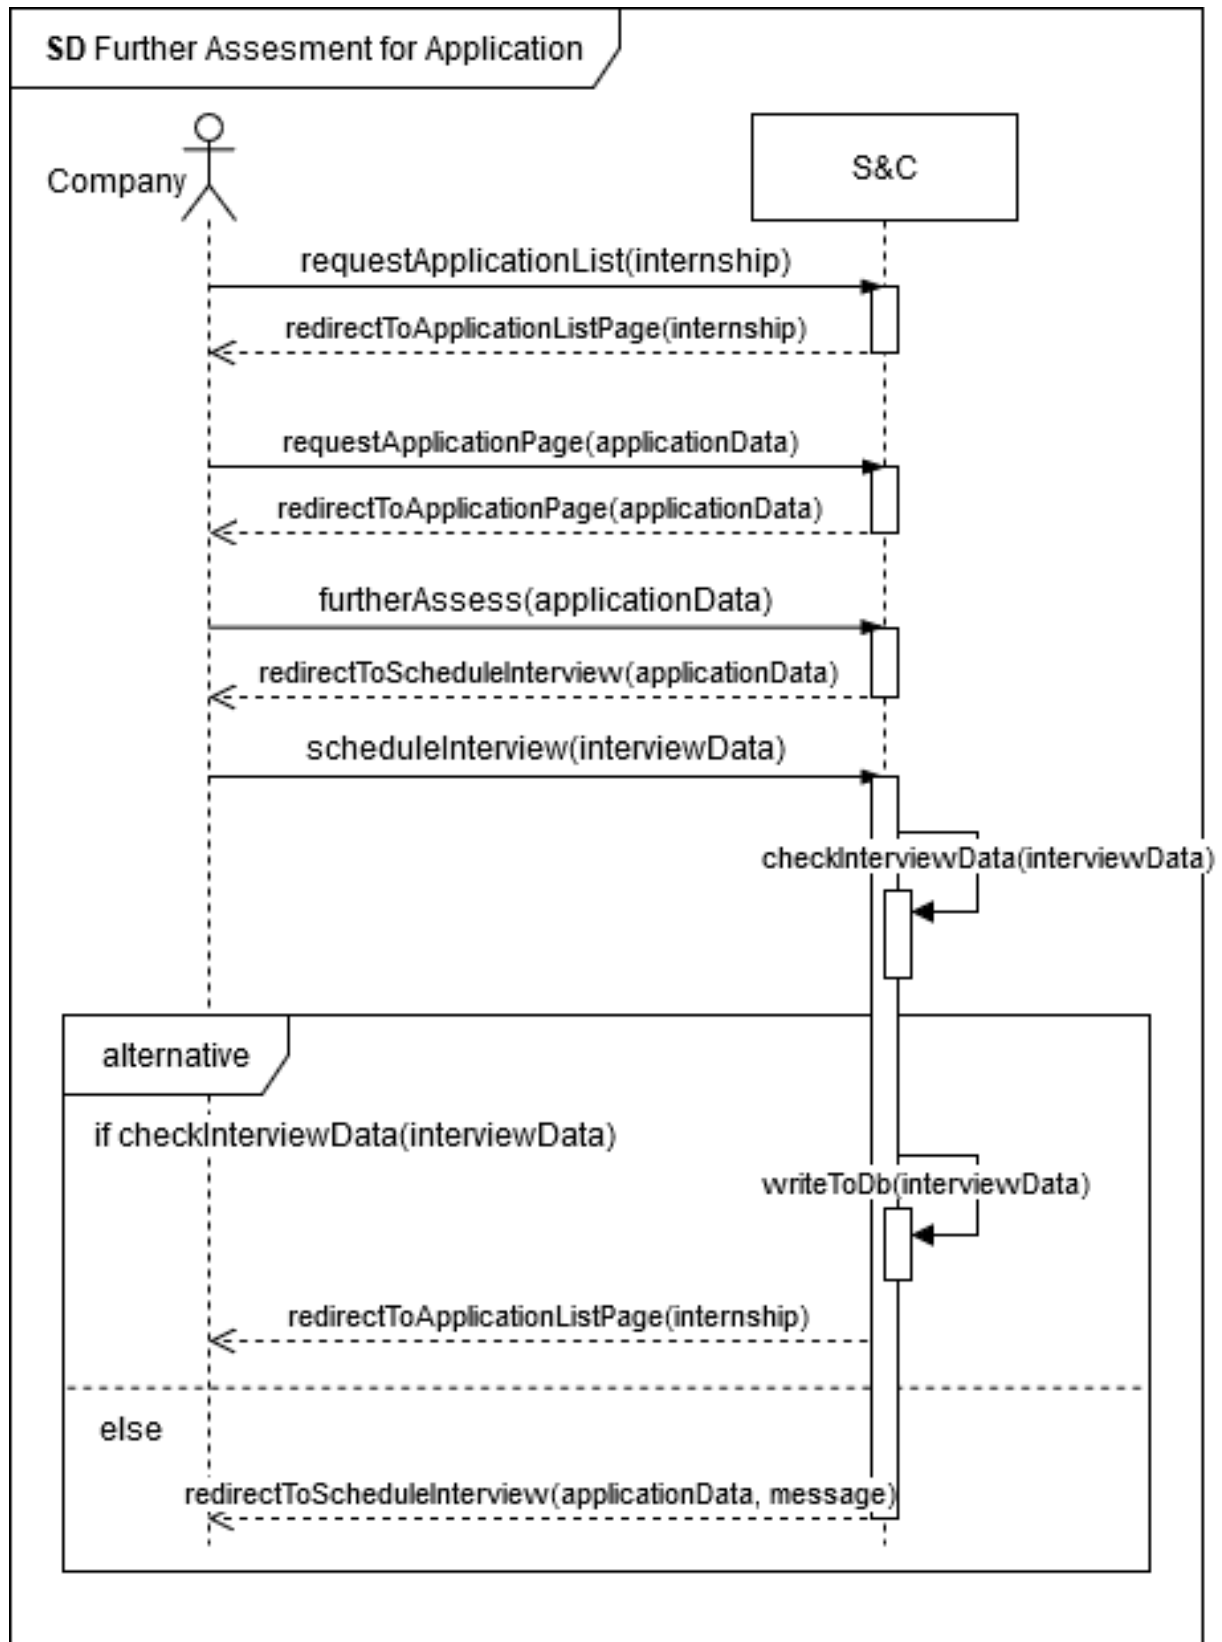 SD Further Assesment for Application
Company
S&C
requestApplicationList(internship)
redirectToApplicationListPage(internship)
requestApplicationPage(applicationData)
redirectToApplicationPage(applicationData)
furtherAssess(applicationData)
redirectToScheduleInterview(applicationData)
scheduleInterview(interviewData)
checkInterviewData(interviewData)
alternative
if checkInterviewData(interviewData)
writeToDb(interviewData)
redirectToApplicationListPage(internship)
else
redirectToScheduleInterview(applicationData, message)